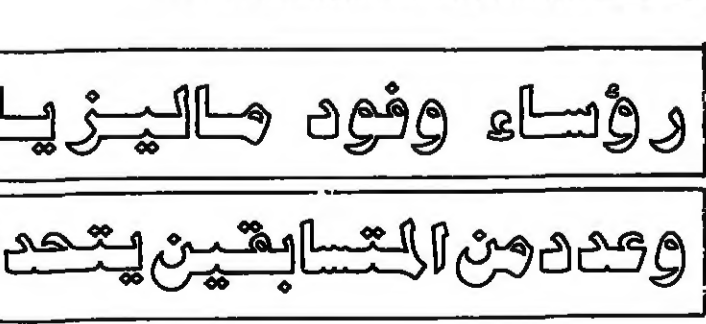 رؤساء وفود ماليزيا
وعدد من المتسابقين يتحد